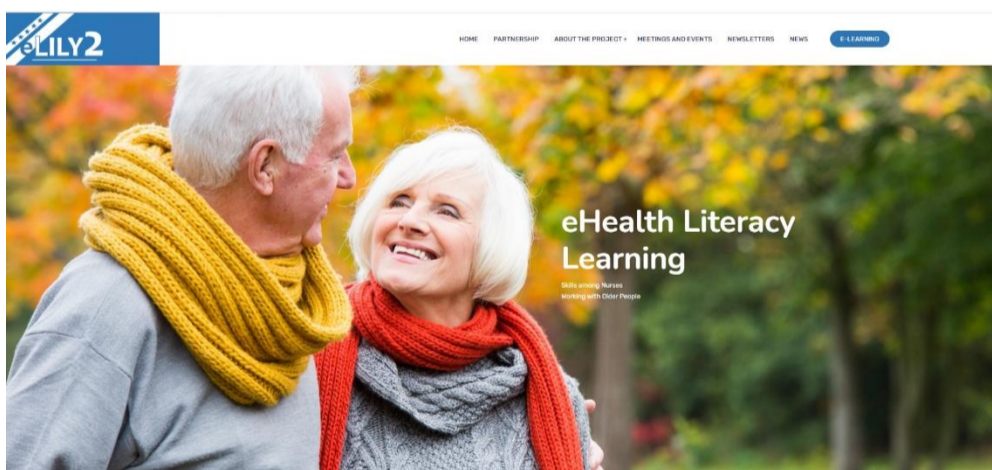 eLILY2
HOME PARTNERSHIP ABOUT THE PROJECT MEETINGS AND EVENTS NEWSLETTERS NEWS E-LEARNING
eHealth Literacy
Learning
Skills among Nurses
Working with Older People